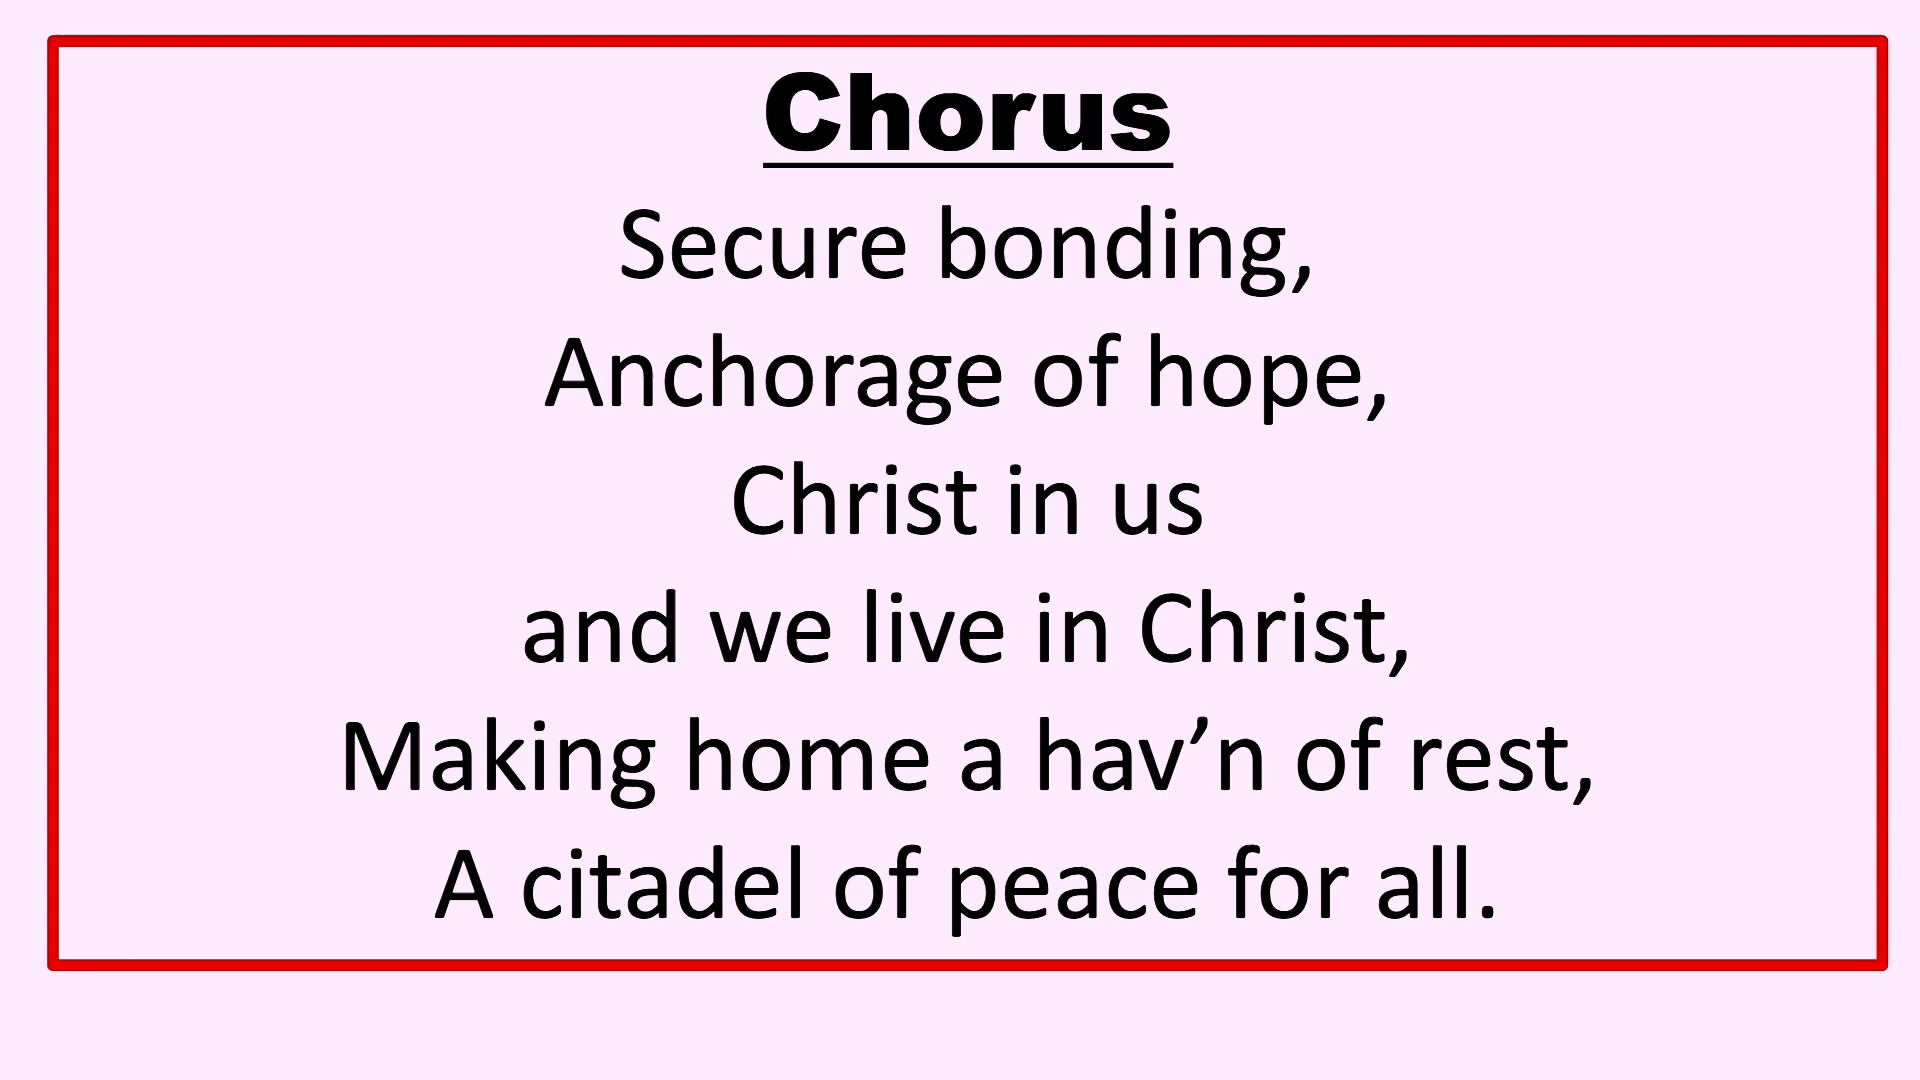 Chorus
Secure bonding,
Anchorage of hope,
Christ in us
and we live in Christ,
Making home a hav’n of rest,
A citadel of peace for all.